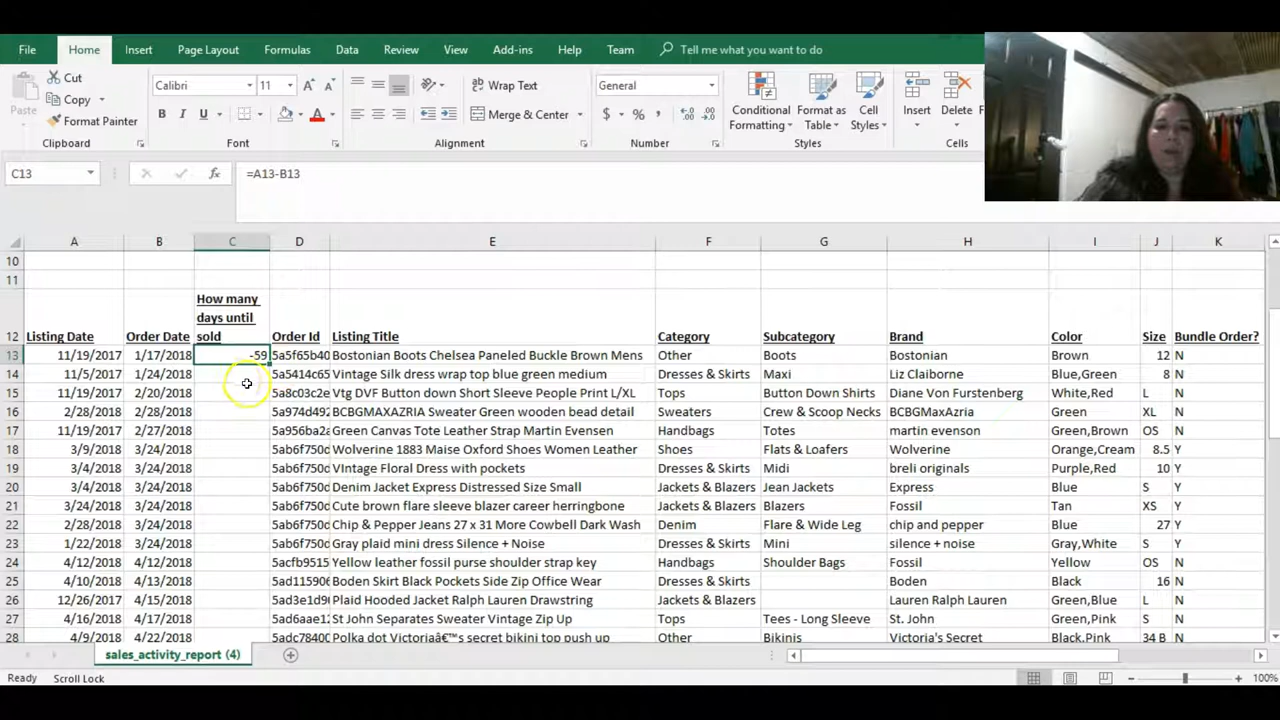 File Home Insert Page Layout Formulas Data Review View Add-ins Help Team Tell me what you want to do
Cut
Copy
Format Painter
Paste
Clipboard
Calibri 11
B I U
Font
Wrap Text
Merge & Center
Alignment
General
$ % ,
Number
Conditional Formatting
Format as Table
Cell Styles
Styles
Insert Delete
Cells
C13 fx =A13-B13
A B C D E F G H I J K
10
11
How many
days until
12 Listing Date Order Date sold Order Id Listing Title Category Subcategory Brand Color Size Bundle Order?
13 11/19/2017 1/17/2018 -59 5a5f65b40 Bostonian Boots Chelsea Paneled Buckle Brown Mens Other Boots Bostonian Brown 12 N
14 11/5/2017 1/24/2018 5a5414c65 Vintage Silk dress wrap top blue green medium Dresses & Skirts Maxi Liz Claiborne Blue,Green 8 N
15 11/19/2017 2/20/2018 5a8c03c2e Vtg DVF Button down Short Sleeve People Print L/XL Tops Button Down Shirts Diane Von Furstenberg White,Red L N
16 2/28/2018 2/28/2018 5a974d492 BCBGMAXAZRIA Sweater Green wooden bead detail Sweaters Crew & Scoop Necks BCBGMaxAzria Green XL N
17 11/19/2017 2/27/2018 5a956ba2a Green Canvas Tote Leather Strap Martin Evensen Handbags Totes martin evenson Green,Brown OS N
18 3/9/2018 3/24/2018 5ab6f750d Wolverine 1883 Maise Oxford Shoes Women Leather Shoes Flats & Loafers Wolverine Orange,Cream 8.5 Y
19 3/4/2018 3/24/2018 5ab6f750d VIntage Floral Dress with pockets Dresses & Skirts Midi breli originals Purple,Red 10 Y
20 3/4/2018 3/24/2018 5ab6f750d Denim Jacket Express Distressed Size Small Jackets & Blazers Jean Jackets Express Blue S Y
21 3/24/2018 3/24/2018 5ab6f750d Cute brown flare sleeve blazer career herringbone Jackets & Blazers Blazers Fossil Tan XS Y
22 2/28/2018 3/24/2018 5ab6f750d Chip & Pepper Jeans 27 x 31 More Cowbell Dark Wash Denim Flare & Wide Leg chip and pepper Blue 27 Y
23 1/22/2018 3/24/2018 5ab6f750d Gray plaid mini dress Silence + Noise Dresses & Skirts Mini silence + noise Gray,White S Y
24 4/12/2018 4/12/2018 5acfb9515 Yellow leather fossil purse shoulder strap key Handbags Shoulder Bags Fossil Yellow OS N
25 4/10/2018 4/13/2018 5ad115906 Boden Skirt Black Pockets Side Zip Office Wear Dresses & Skirts Boden Black 16 N
26 12/26/2017 4/15/2018 5ad3e1d90 Plaid Hooded Jacket Ralph Lauren Drawstring Jackets & Blazers Lauren Ralph Lauren Green,Blue L N
27 4/16/2018 4/17/2018 5ad6aae12 St John Separates Sweater Vintage Zip Up Tops Tees - Long Sleeve St. John Green,Pink S N
28 4/9/2018 4/22/2018 5adc78400 Polka dot Victoriaâ€™s secret bikini top push up Other Bikinis Victoria's Secret Black,Pink 34 B N
sales_activity_report (4)
Ready Scroll Lock 100%